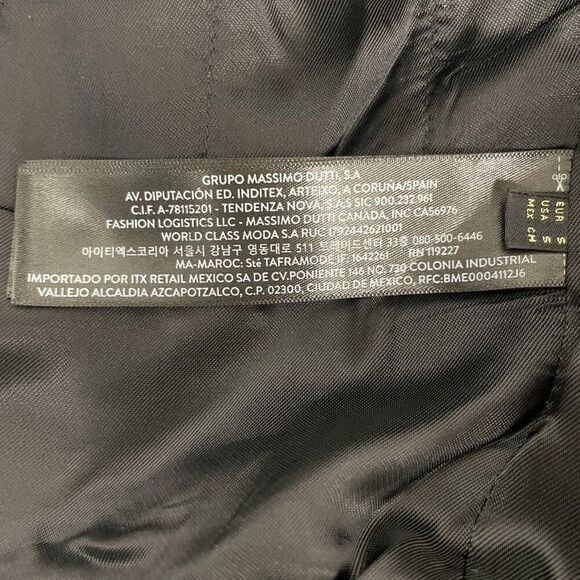 GRUPO MASSIMO DUTTI, S.A
AV. DIPUTACIÓN ED. INDITEX, ARTEIXO, A CORUÑA/SPAIN
C.I.F. A-78115201 - TENDENZA NOVA, S.A.S SIC 900.232.961
FASHION LOGISTICS LLC - MASSIMO DUTTI CANADA, INC CA56976
WORLD CLASS MODA S.A RUC 1792442621001
아이티엑스코리아 서울시 강남구 영동대로 511 트레이드센터 33층 080-500-6446
MA-MAROC: Sté TAFRAMODE IF: 1642261 RN 119227
IMPORTADO POR ITX RETAIL MEXICO SA DE CV.PONIENTE 146 NO. 730 COLONIA INDUSTRIAL
VALLEJO ALCALDIA AZCAPOTZALCO, C.P. 02300, CIUDAD DE MEXICO, RFC:BME0004112J6
EUR S
USA S
MEX CH